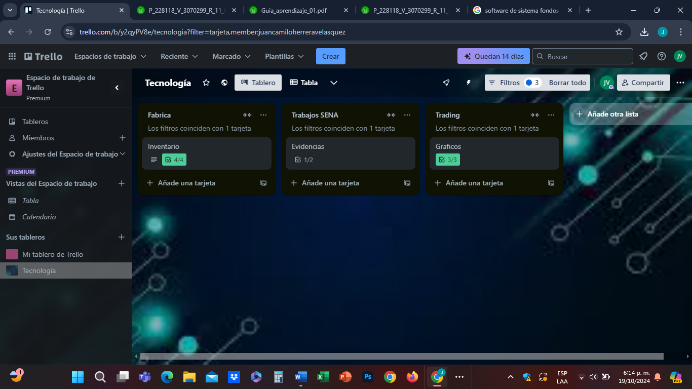 Tecnología | Trello
P_228118_V_3070299_R_11_
Guia_aprendizaje_01.pdf
P_228118_V_3070299_R_11_
software de sistema fondos
trello.com/b/y2qyPV8e/tecnologia?filter=tarjeta,member:juancamiloherreravelasquez
Trello
Espacios de trabajo
Reciente
Marcado
Plantillas
Crear
Quedan 14 días
Buscar
JV
E
Espacio de trabajo de Trello
Premium
Tecnología
Tablero
Tabla
Filtros
3
Borrar todo
JV
Compartir
Tableros
Miembros
Ajustes del Espacio de trabajo
PREMIUM
Vistas del Espacio de trabajo
Tabla
Calendario
Sus tableros
Mi tablero de Trello
Tecnología
Fabrica
Los filtros coinciden con 1 tarjeta
Inventario
4/4
Añade una tarjeta
Trabajos SENA
Los filtros coinciden con 1 tarjeta
Evidencias
1/2
Añade una tarjeta
Trading
Los filtros coinciden con 1 tarjeta
Graficos
3/3
Añade una tarjeta
Añade otra lista
ESP
LAA
6:14 p. m.
19/10/2024